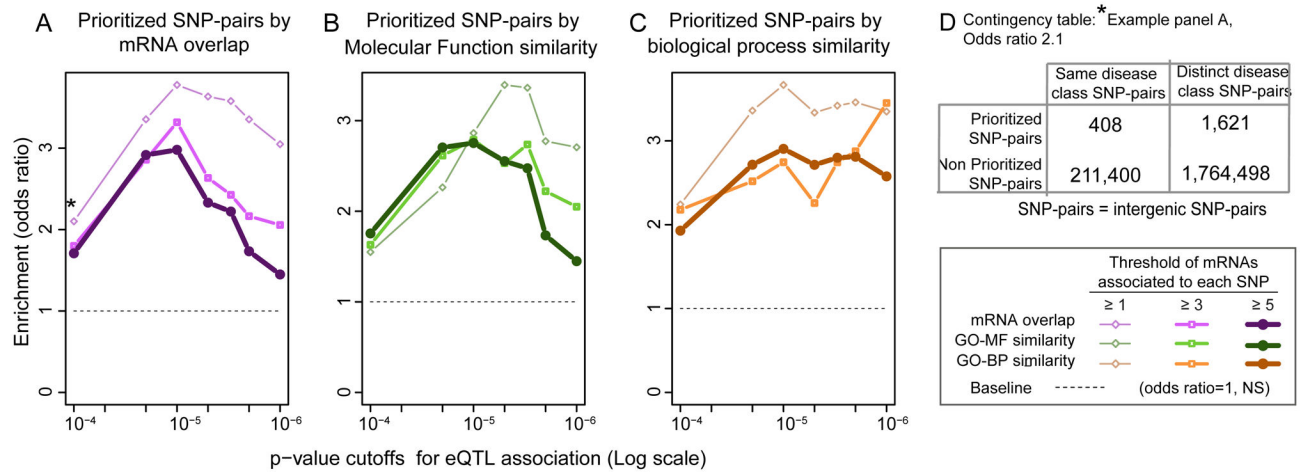 A
Prioritized SNP-pairs by
mRNA overlap
B
Prioritized SNP-pairs by
Molecular Function similarity
C
Prioritized SNP-pairs by
biological process similarity
D
Contingency table: *Example panel A,
Odds ratio 2.1
Same disease
class SNP-pairs
Distinct disease
class SNP-pairs
Prioritized
SNP-pairs
408
1,621
Non Prioritized
SNP-pairs
211,400
1,764,498
SNP-pairs = intergenic SNP-pairs
Threshold of mRNAs
associated to each SNP
≥ 1 ≥ 3 ≥ 5
mRNA overlap
GO-MF similarity
GO-BP similarity
Baseline (odds ratio=1, NS)
Enrichment (odds ratio)
3
2
1
0
*
10−4 10−5 10−6
3
2
1
0
10−4 10−5 10−6
3
2
1
0
10−4 10−5 10−6
p−value cutoffs for eQTL association (Log scale)